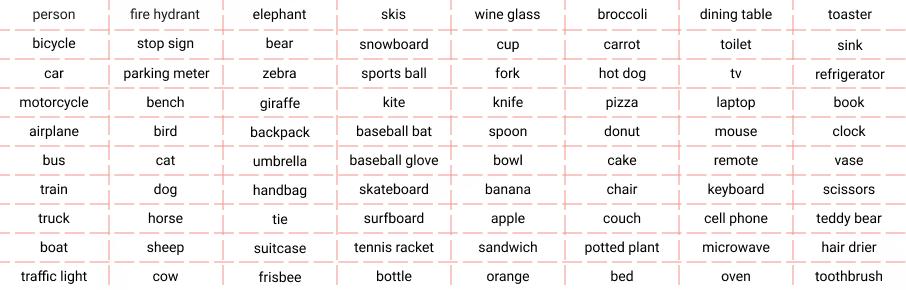 person fire hydrant elephant skis wine glass broccoli dining table toaster
bicycle stop sign bear snowboard cup carrot toilet sink
car parking meter zebra sports ball fork hot dog tv refrigerator
motorcycle bench giraffe kite knife pizza laptop book
airplane bird backpack baseball bat spoon donut mouse clock
bus cat umbrella baseball glove bowl cake remote vase
train dog handbag skateboard banana chair keyboard scissors
truck horse tie surfboard apple couch cell phone teddy bear
boat sheep suitcase tennis racket sandwich potted plant microwave hair drier
traffic light cow frisbee bottle orange bed oven toothbrush